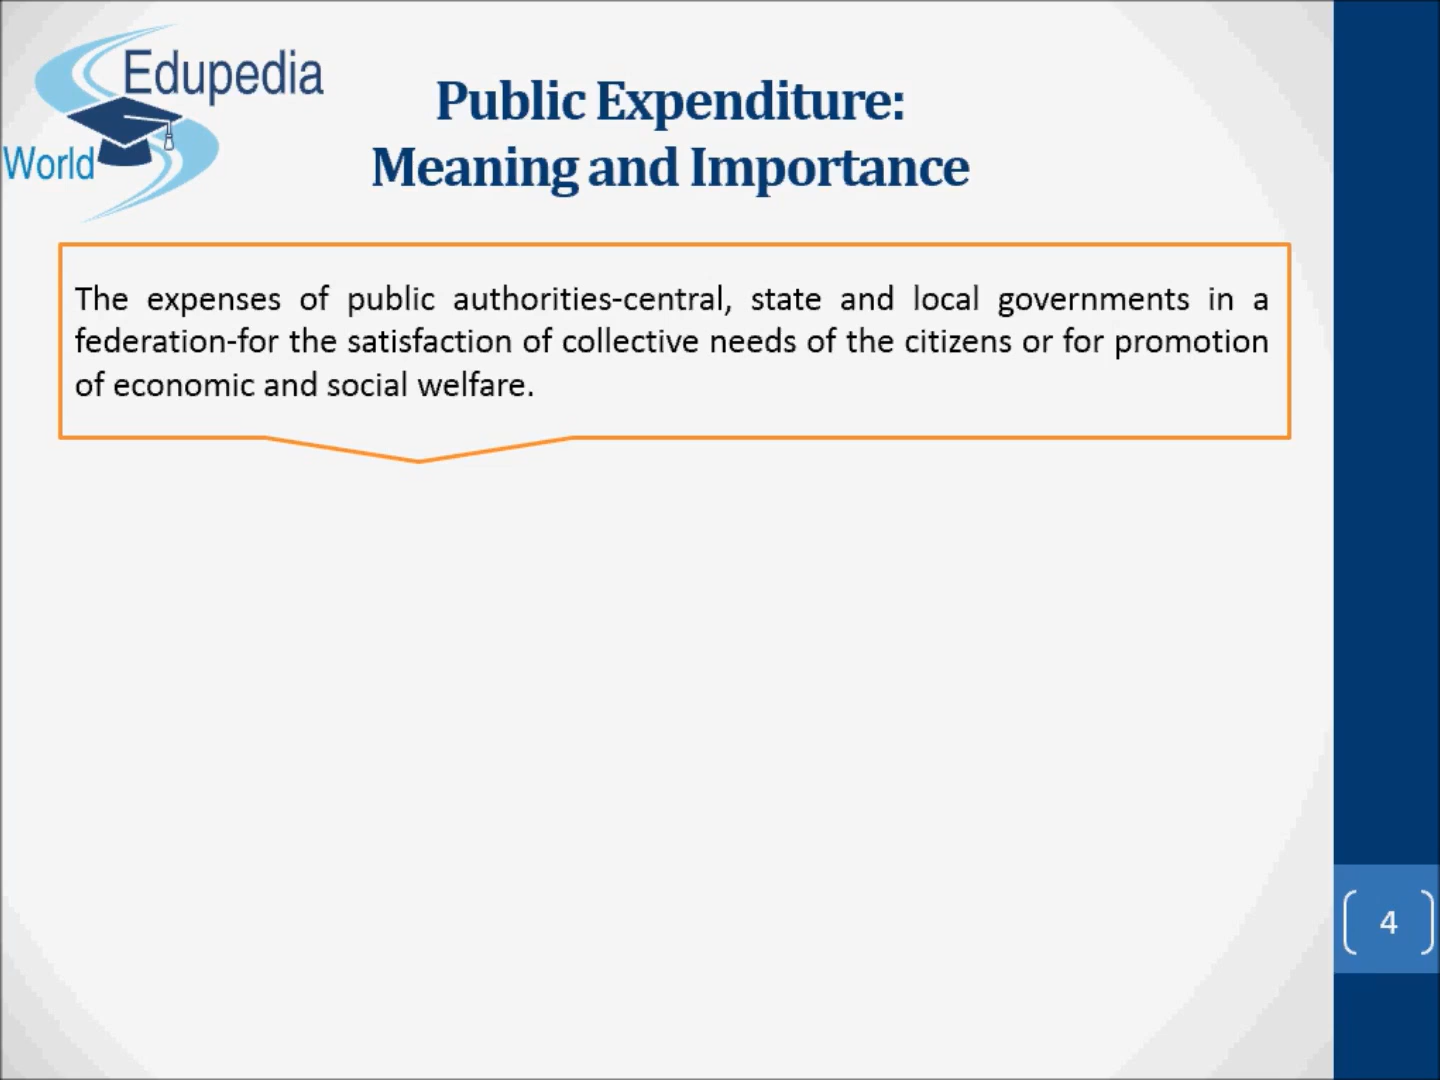 Edupedia
World
Public Expenditure:
Meaning and Importance
The expenses of public authorities-central, state and local governments in a
federation-for the satisfaction of collective needs of the citizens or for promotion
of economic and social welfare.
4